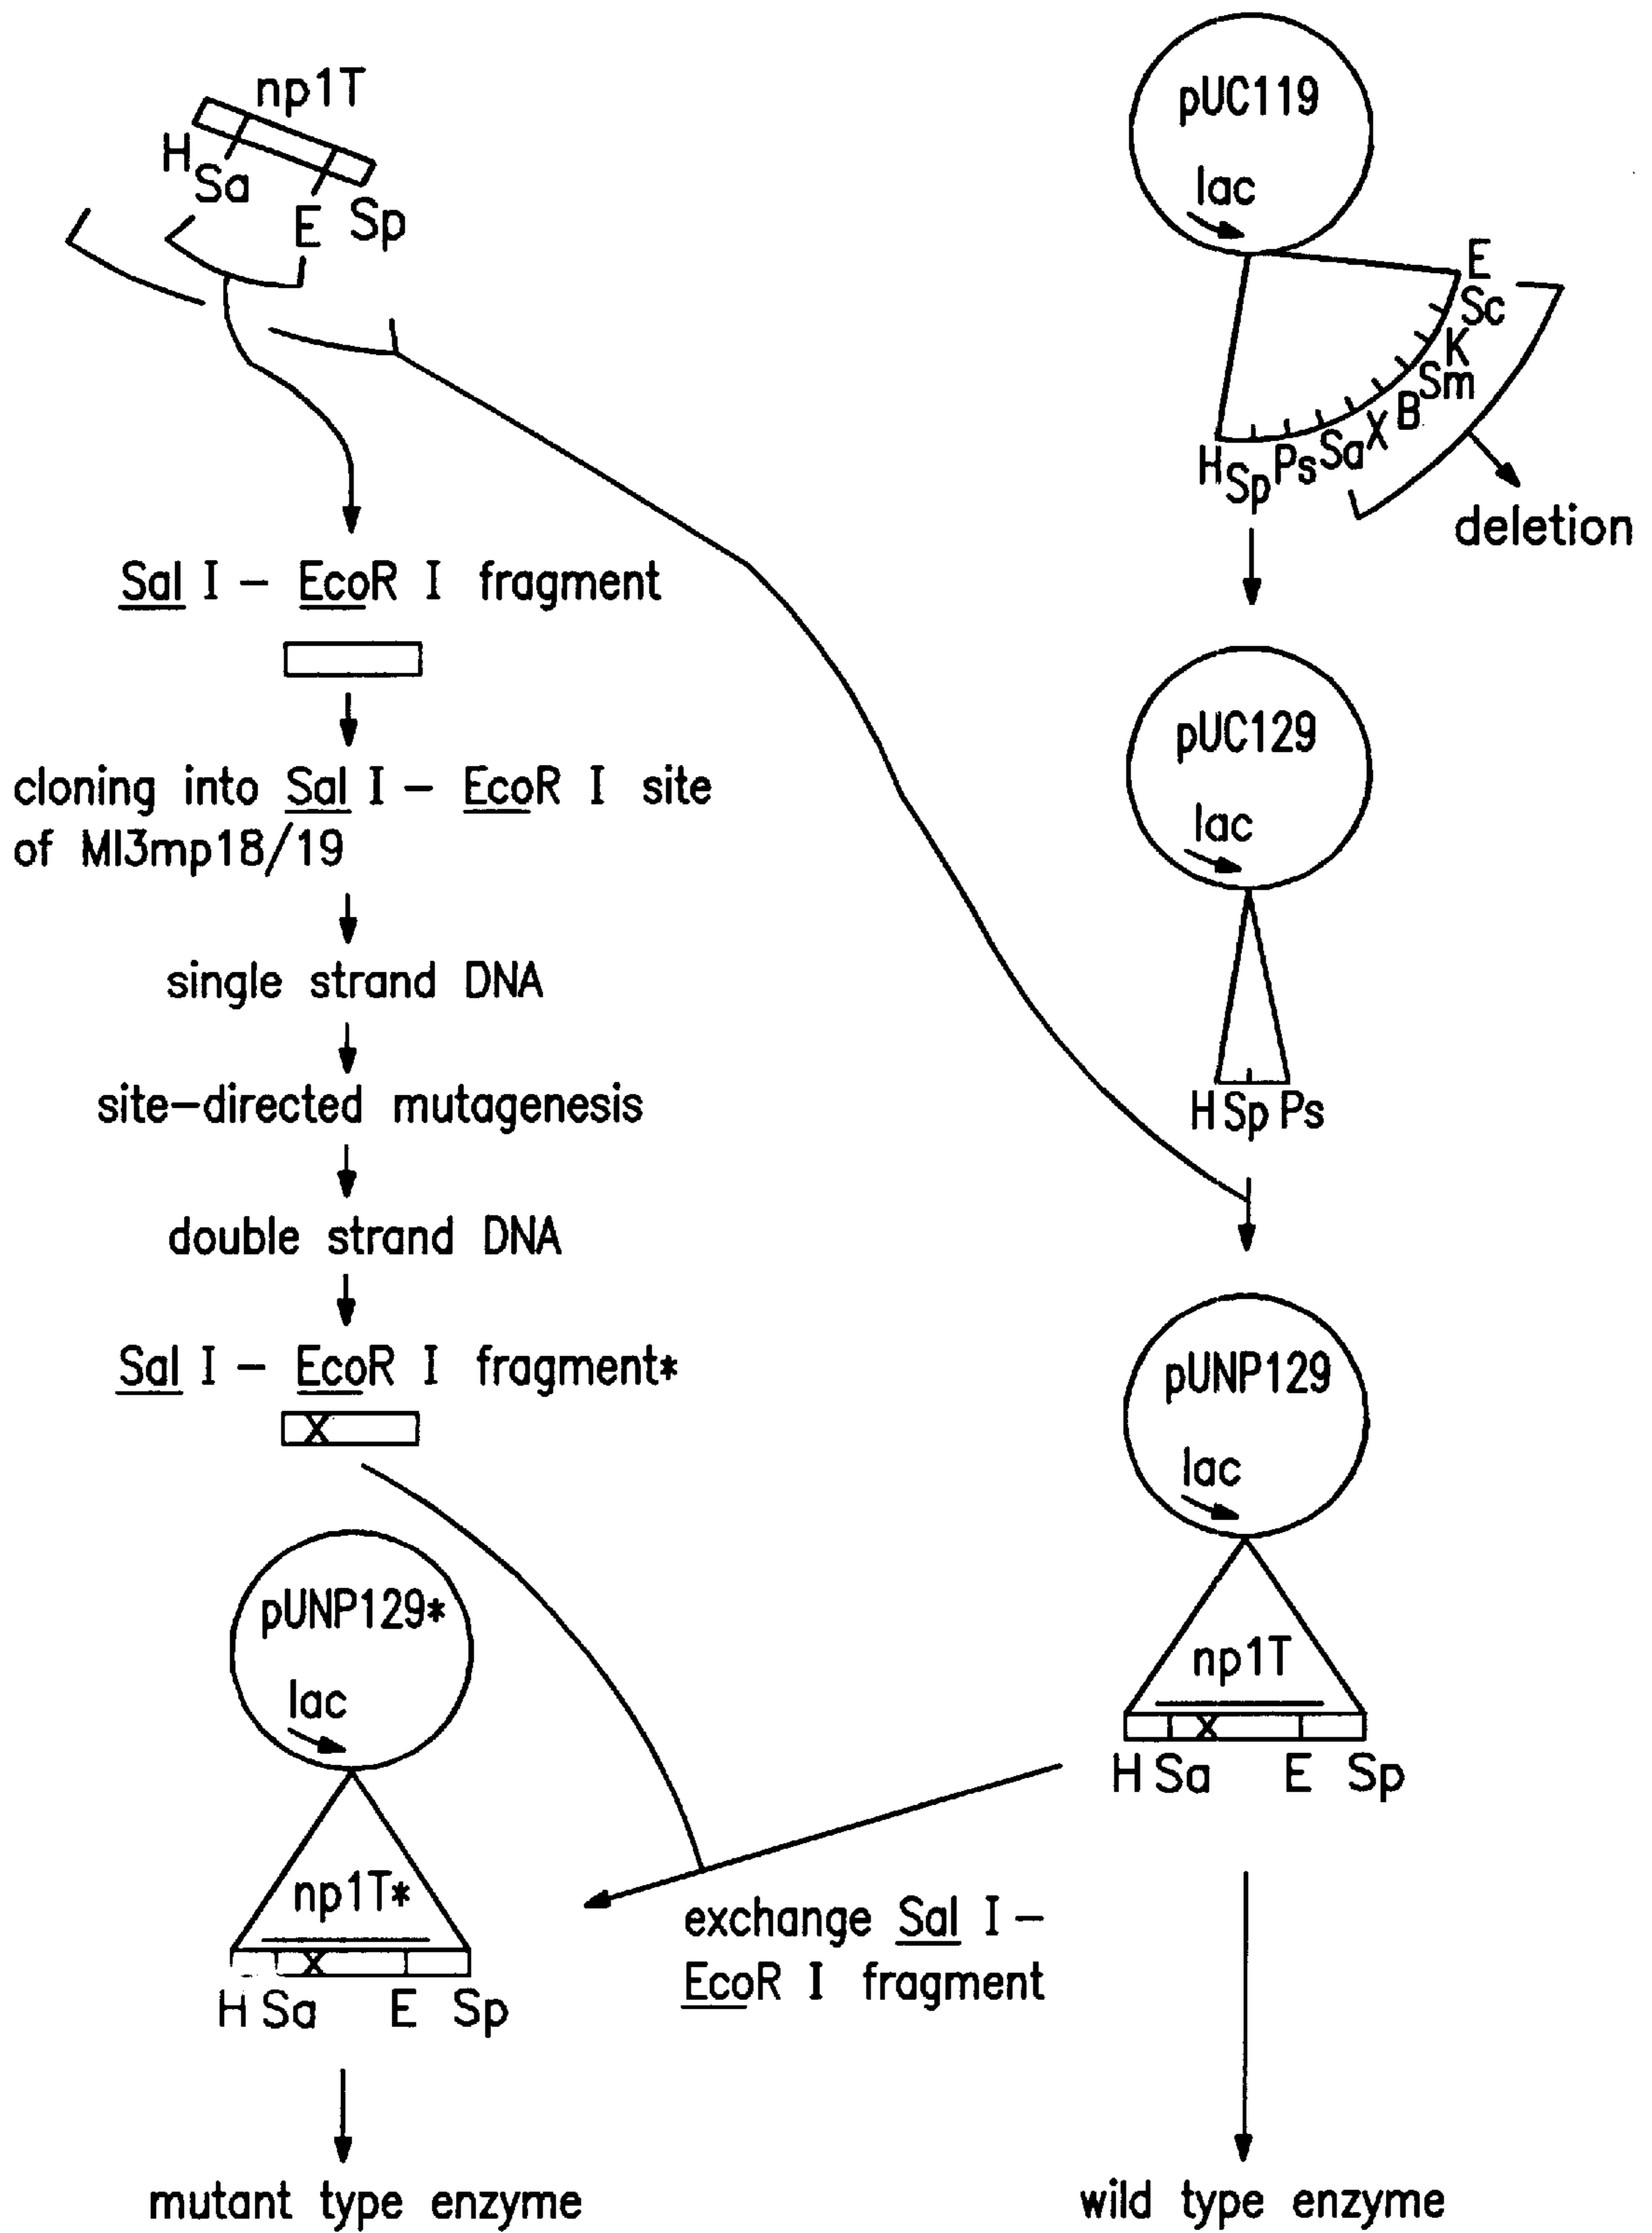 np1T
H
Sa
E
Sp
pUC119
lac
E
Sc
K
Sm
B
X
Sa
Ps
Sp
H
deletion
Sal I – EcoR I fragment
cloning into Sal I – EcoR I site
of MI3mp18/19
single strand DNA
site-directed mutagenesis
double strand DNA
Sal I – EcoR I fragment*
X
pUC129
lac
H Sp Ps
pUNP129
lac
np1T
X
H Sa E Sp
pUNP129*
lac
np1T*
X
H Sa E Sp
exchange Sal I –
EcoR I fragment
mutant type enzyme
wild type enzyme